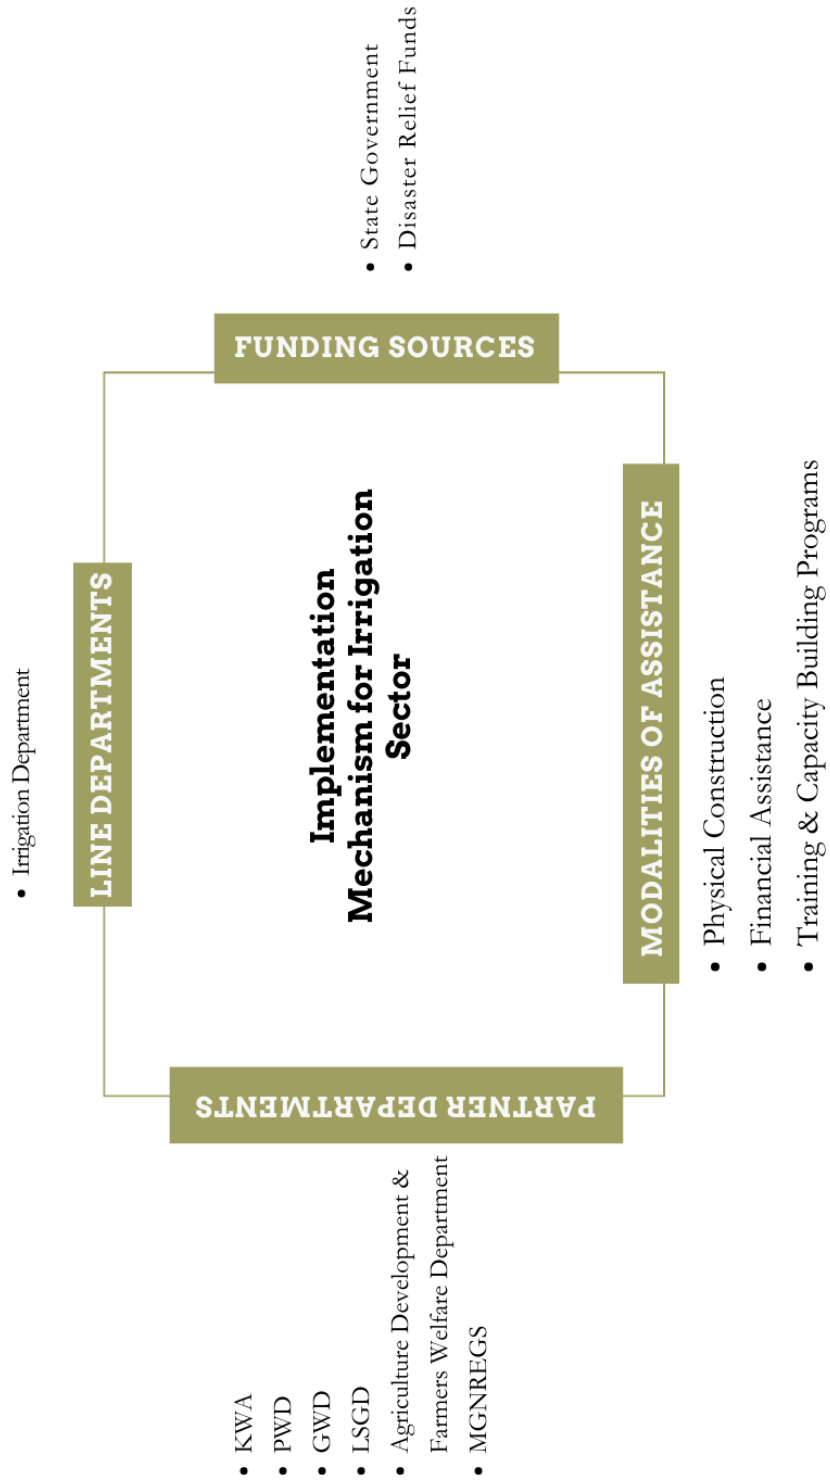 • Irrigation Department
LINE DEPARTMENTS
• KWA
• PWD
• GWD
• LSGD
• Agriculture Development &
Farmers Welfare Department
• MGNREGS
PARTNER DEPARTMENTS
Implementation
Mechanism for Irrigation
Sector
FUNDING SOURCES
• State Government
• Disaster Relief Funds
MODALITIES OF ASSISTANCE
• Physical Construction
• Financial Assistance
• Training & Capacity Building Programs